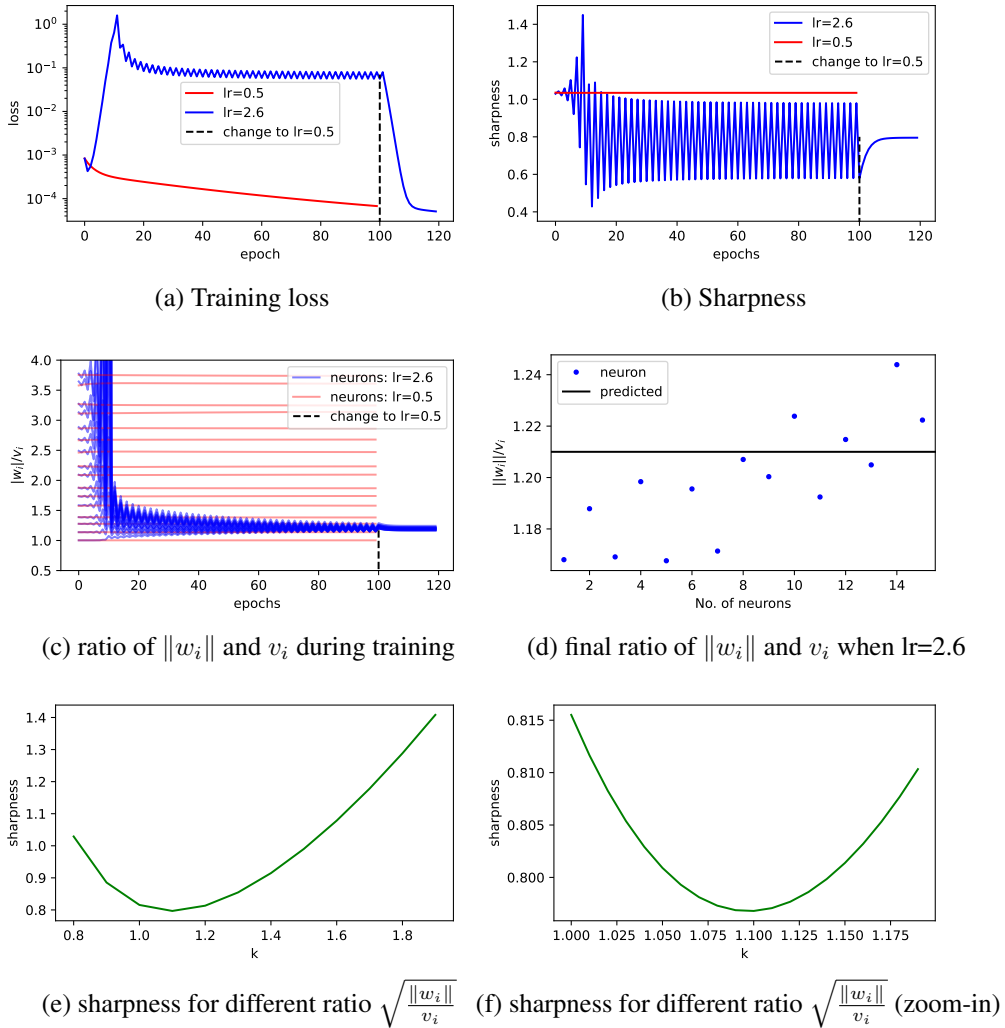 10^0
10^{-1}
10^{-2}
10^{-3}
10^{-4}
loss
lr=0.5
lr=2.6
change to lr=0.5
0 20 40 60 80 100 120
epoch
(a) Training loss
1.4
1.2
1.0
0.8
0.6
0.4
sharpness
lr=2.6
lr=0.5
change to lr=0.5
0 20 40 60 80 100 120
epochs
(b) Sharpness
4.0
3.5
3.0
2.5
2.0
1.5
1.0
0.5
|w_i|/v_i
neurons: lr=2.6
neurons: lr=0.5
change to lr=0.5
0 20 40 60 80 100 120
epochs
(c) ratio of ‖w_i‖ and v_i during training
1.24
1.22
1.20
1.18
||w_i||/v_i
neuron
predicted
2 4 6 8 10 12 14
No. of neurons
(d) final ratio of ‖w_i‖ and v_i when lr=2.6
1.4
1.3
1.2
1.1
1.0
0.9
0.8
sharpness
0.8 1.0 1.2 1.4 1.6 1.8
k
(e) sharpness for different ratio √(‖w_i‖/v_i)
0.815
0.810
0.805
0.800
sharpness
1.000 1.025 1.050 1.075 1.100 1.125 1.150 1.175
k
(f) sharpness for different ratio √(‖w_i‖/v_i) (zoom-in)